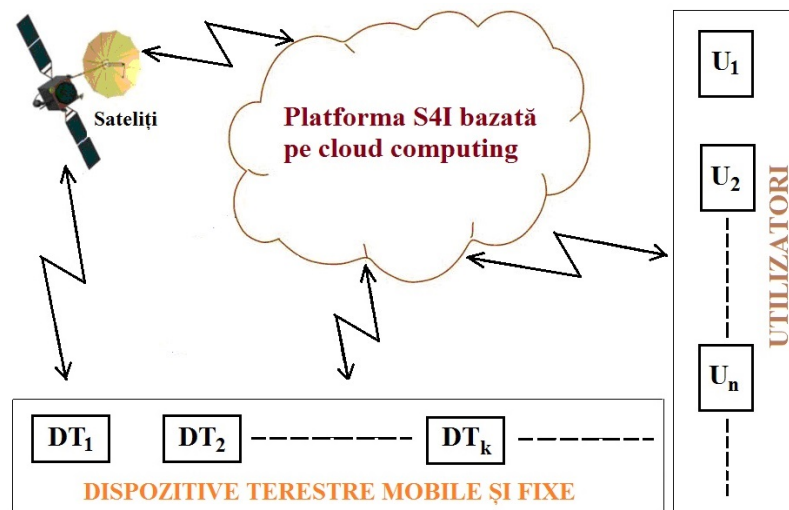 Sateliți
Platforma S4I bazată
pe cloud computing
U1
U2
Un
UTILIZATORI
DT1
DT2
DTk
DISPOZITIVE TERESTRE MOBILE ȘI FIXE